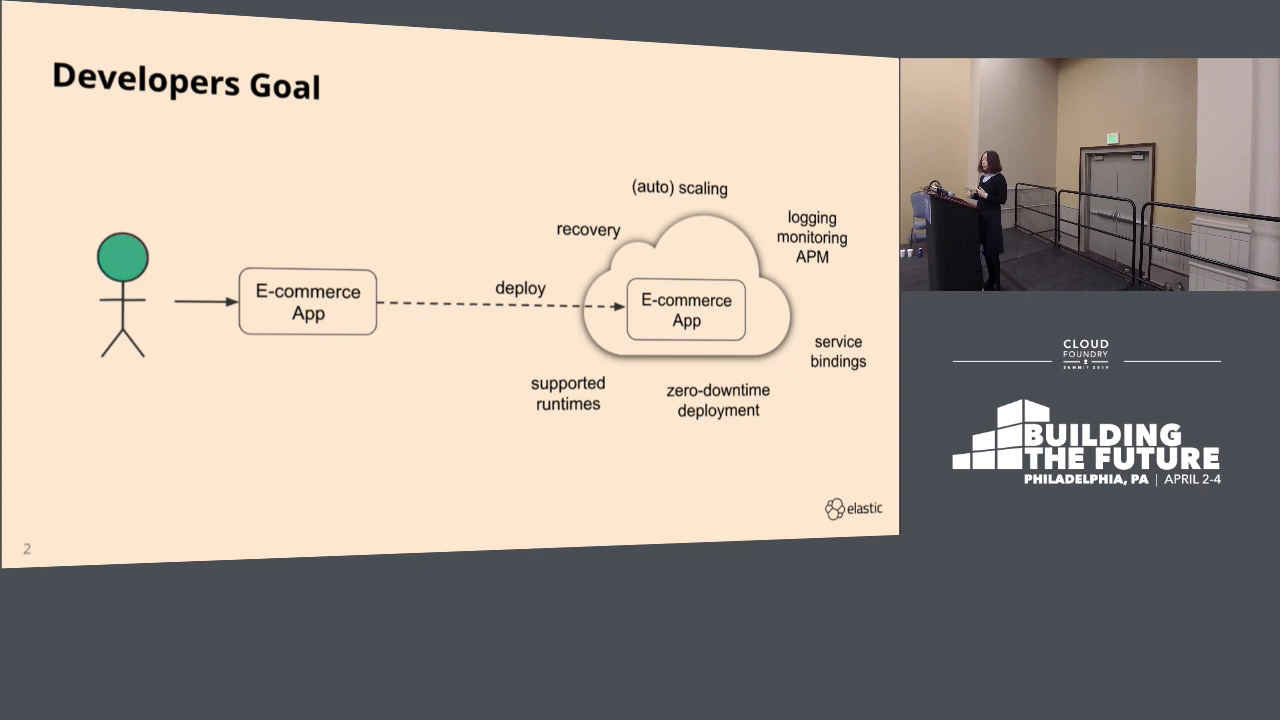 Developers Goal
(auto) scaling
recovery
logging
monitoring
APM
deploy
E-commerce
App
E-commerce
App
service
bindings
supported
runtimes
zero-downtime
deployment
elastic
2
CLOUD
FOUNDRY
SUMMIT 2019
BUILDING
THE FUTURE
PHILADELPHIA, PA | APRIL 2-4